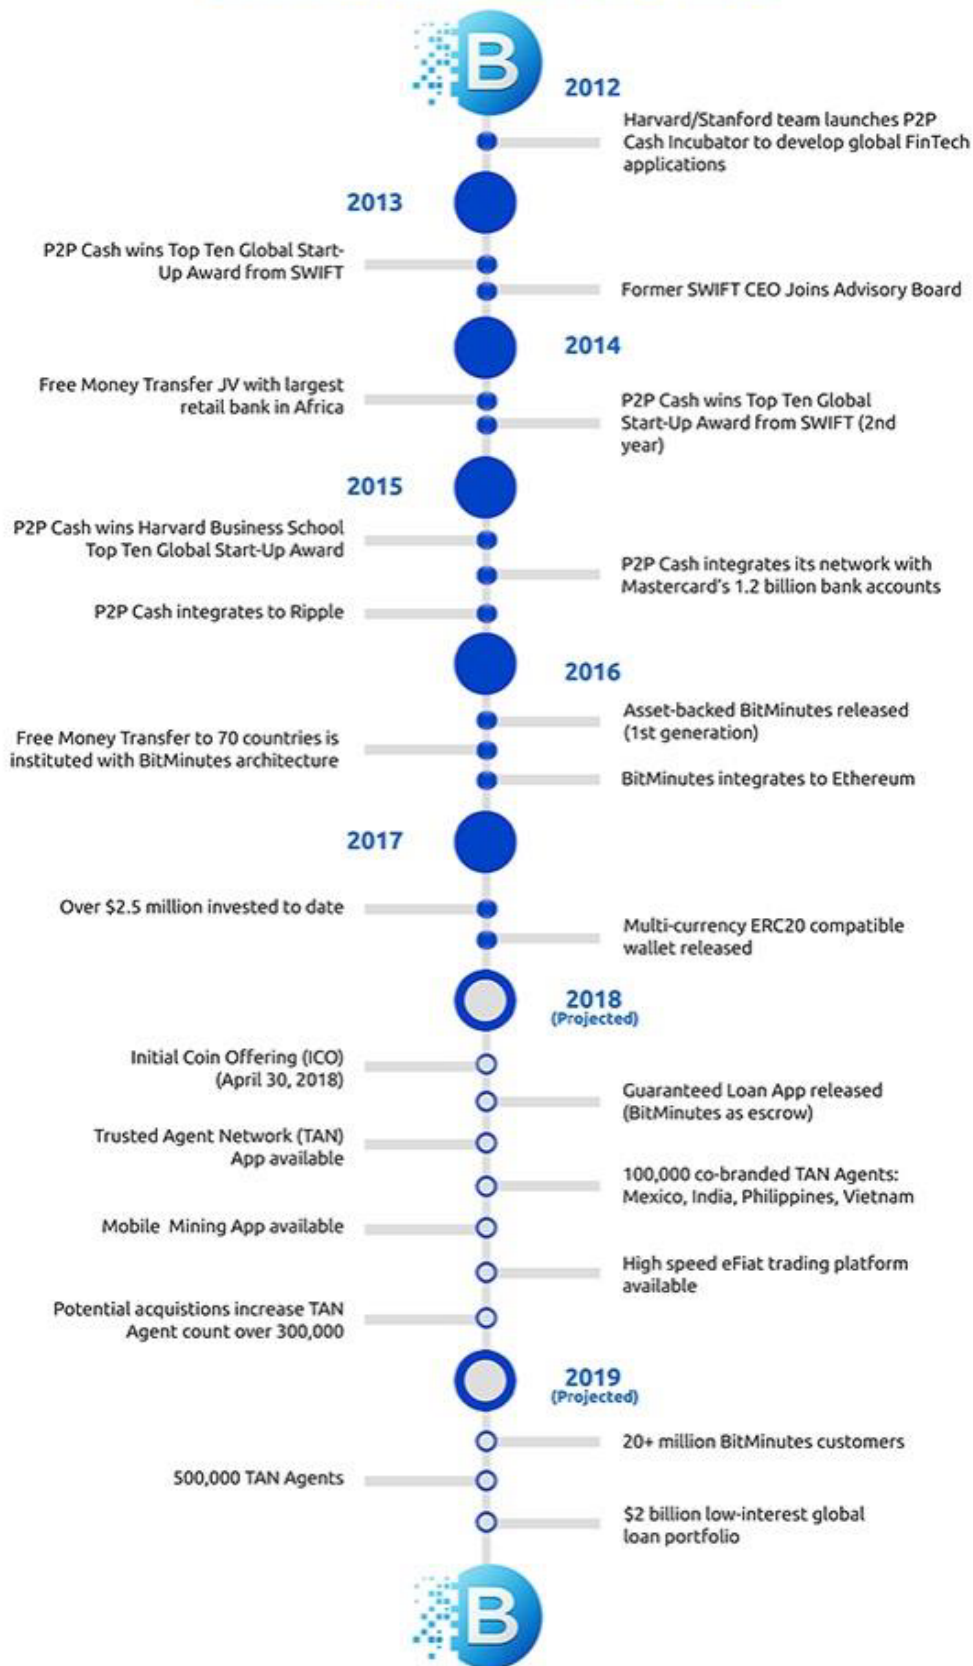 B
2012
Harvard/Stanford team launches P2P
Cash Incubator to develop global FinTech
applications
2013
P2P Cash wins Top Ten Global Start-
Up Award from SWIFT
Former SWIFT CEO Joins Advisory Board
2014
Free Money Transfer JV with largest
retail bank in Africa
P2P Cash wins Top Ten Global
Start-Up Award from SWIFT (2nd
year)
2015
P2P Cash wins Harvard Business School
Top Ten Global Start-Up Award
P2P Cash integrates its network with
Mastercard's 1.2 billion bank accounts
P2P Cash integrates to Ripple
2016
Asset-backed BitMinutes released
(1st generation)
Free Money Transfer to 70 countries is
instituted with BitMinutes architecture
BitMinutes integrates to Ethereum
2017
Over $2.5 million invested to date
Multi-currency ERC20 compatible
wallet released
2018
(Projected)
Initial Coin Offering (ICO)
(April 30, 2018)
Guaranteed Loan App released
(BitMinutes as escrow)
Trusted Agent Network (TAN)
App available
100,000 co-branded TAN Agents:
Mexico, India, Philippines, Vietnam
Mobile Mining App available
High speed eFiat trading platform
available
Potential acquistions increase TAN
Agent count over 300,000
2019
(Projected)
20+ million BitMinutes customers
500,000 TAN Agents
$2 billion low-interest global
loan portfolio
B